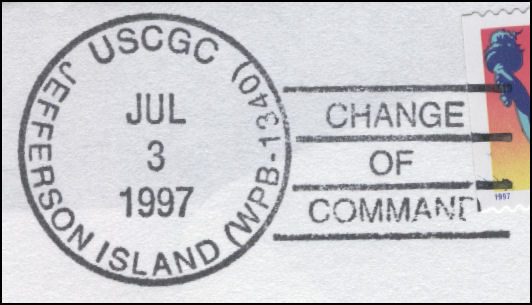 USCGC
JEFFERSON ISLAND (WPB-1340)
JUL
3
1997
CHANGE
OF
COMMAND
1997